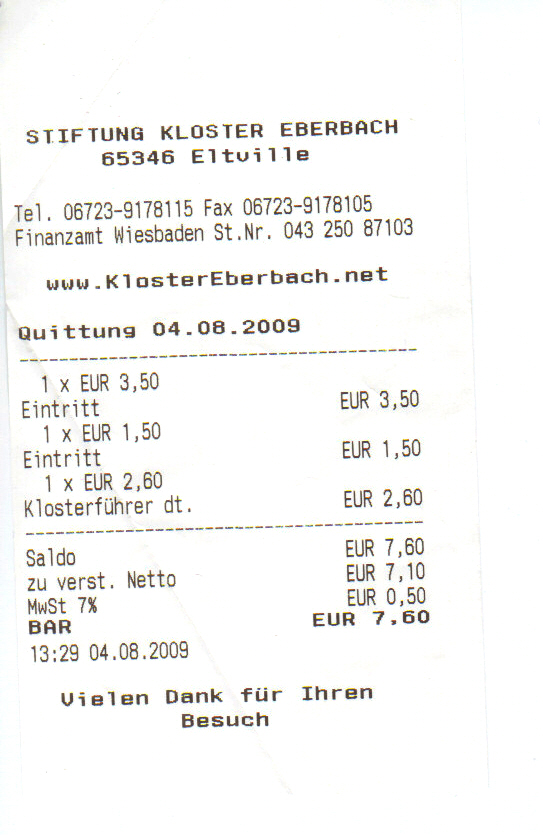 STIFTUNG KLOSTER EBERBACH
65346 Eltville
Tel. 06723-9178115 Fax 06723-9178105
Finanzamt Wiesbaden St.Nr. 043 250 87103
www.KlosterEberbach.net
Quittung 04.08.2009
1 x EUR 3,50
Eintritt EUR 3,50
1 x EUR 1,50
Eintritt EUR 1,50
1 x EUR 2,60
Klosterführer dt. EUR 2,60
Saldo EUR 7,60
zu verst. Netto EUR 7,10
MwSt 7% EUR 0,50
BAR EUR 7,60
13:29 04.08.2009
Vielen Dank für Ihren
Besuch